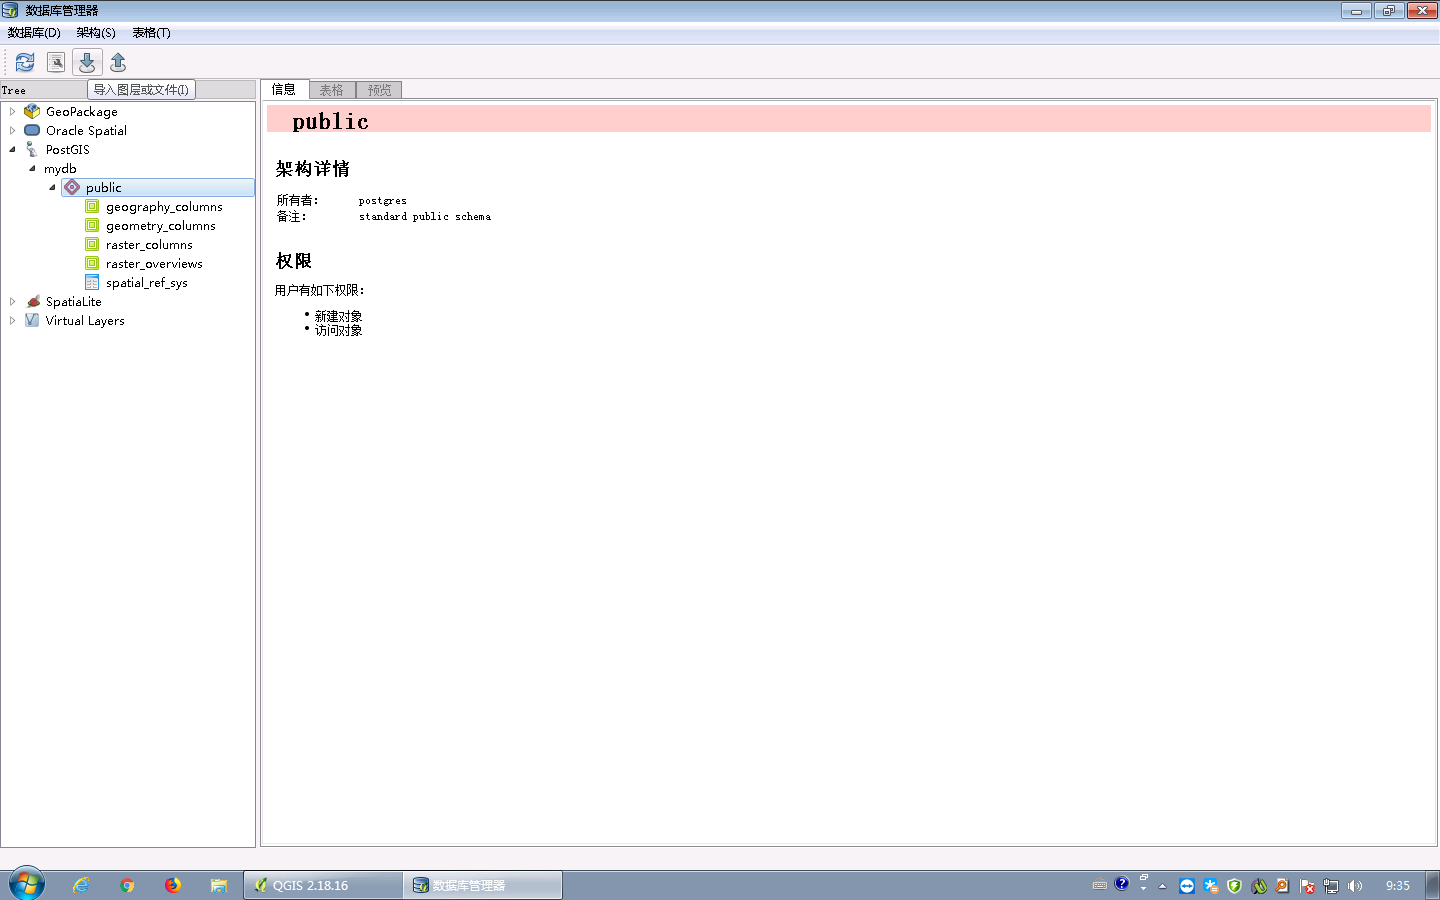 数据库管理器
数据库(D) 架构(S) 表格(T)
Tree
导入图层或文件(I)
信息 表格 预览
GeoPackage
Oracle Spatial
PostGIS
mydb
public
geography_columns
geometry_columns
raster_columns
raster_overviews
spatial_ref_sys
SpatiaLite
Virtual Layers
public
架构详情
所有者: postgres
备注: standard public schema
权限
用户有如下权限:
• 新建对象
• 访问对象
QGIS 2.18.16
数据库管理器
9:35